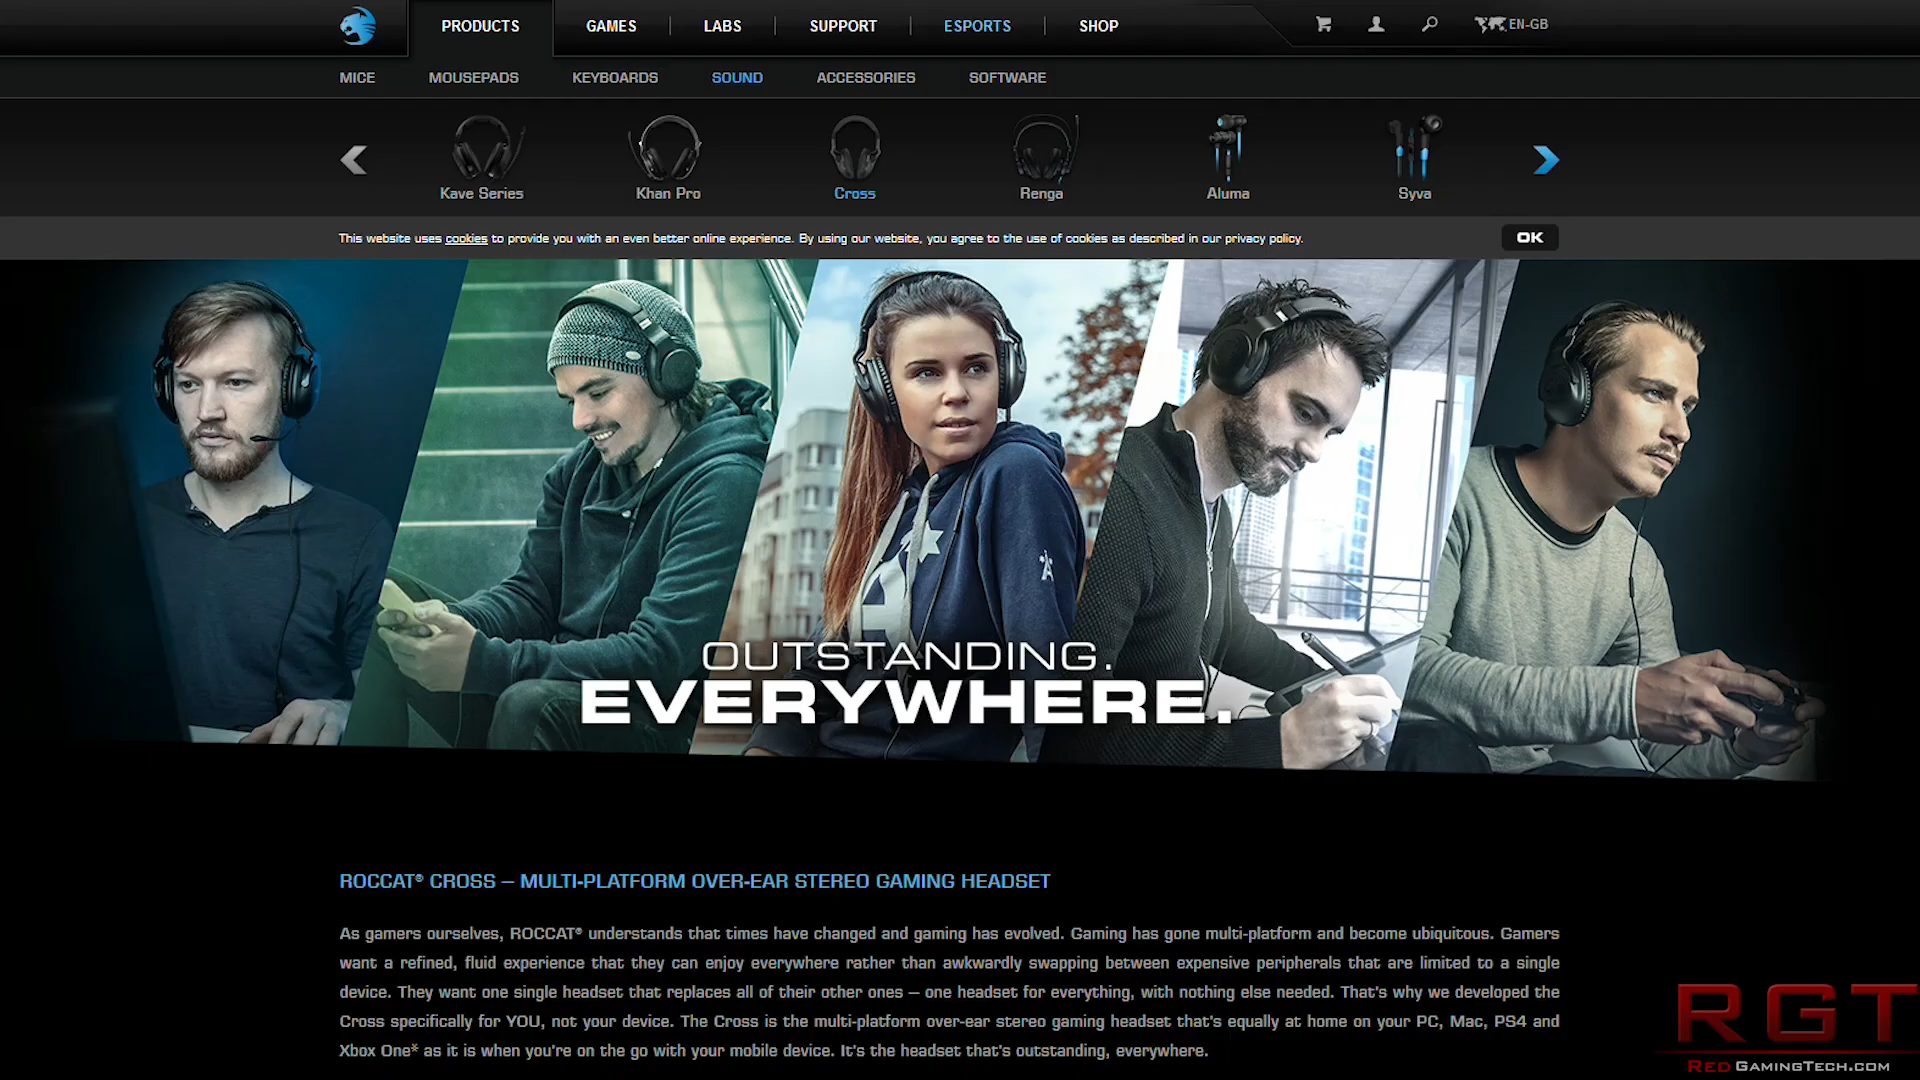 PRODUCTS GAMES LABS SUPPORT ESPORTS SHOP EN-GB
MICE MOUSEPADS KEYBOARDS SOUND ACCESSORIES SOFTWARE
Kave Series Khan Pro Cross Renga Aluma Syva
This website uses cookies to provide you with an even better online experience. By using our website, you agree to the use of cookies as described in our privacy policy. OK
OUTSTANDING.
EVERYWHERE.
ROCCAT® CROSS – MULTI-PLATFORM OVER-EAR STEREO GAMING HEADSET
As gamers ourselves, ROCCAT® understands that times have changed and gaming has evolved. Gaming has gone multi-platform and become ubiquitous. Gamers
want a refined, fluid experience that they can enjoy everywhere rather than awkwardly swapping between expensive peripherals that are limited to a single
device. They want one single headset that replaces all of their other ones – one headset for everything, with nothing else needed. That's why we developed the
Cross specifically for YOU, not your device. The Cross is the multi-platform over-ear stereo gaming headset that's equally at home on your PC, Mac, PS4 and
Xbox One* as it is when you're on the go with your mobile device. It's the headset that's outstanding, everywhere.
RGT
RED GAMINGTECH.COM